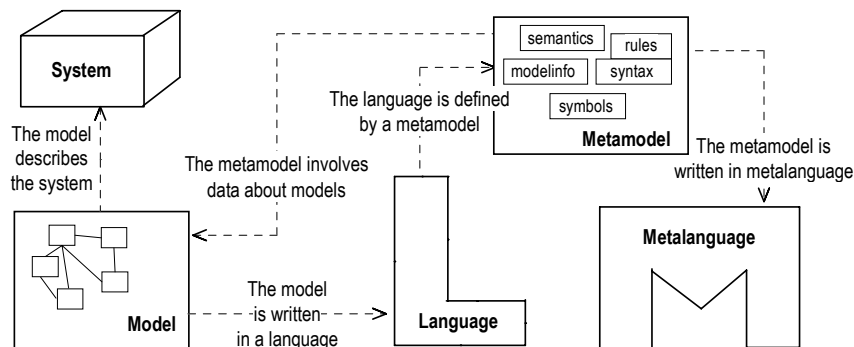 System
The model
describes
the system
semantics
rules
modelinfo
syntax
symbols
Metamodel
The language is defined
by a metamodel
The metamodel involves
data about models
The metamodel is
written in metalanguage
Model
The model
is written
in a language
Language
Metalanguage